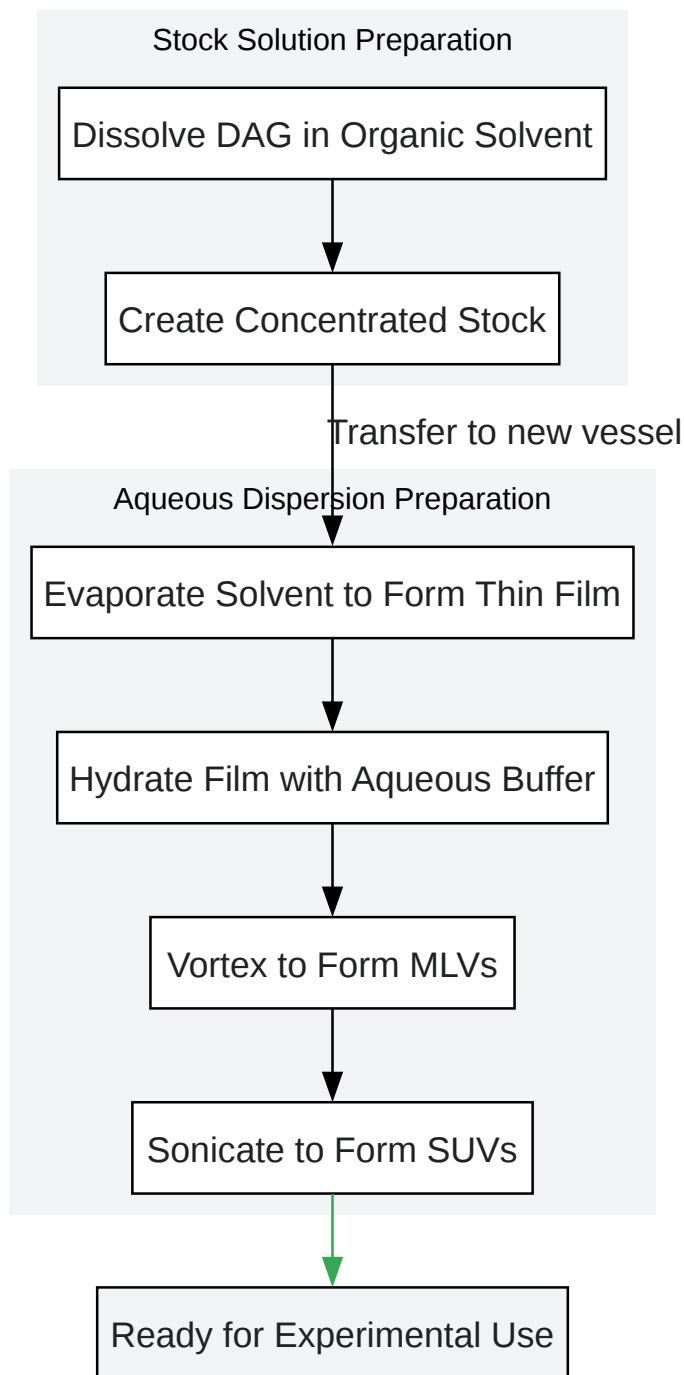 Stock Solution Preparation
Dissolve DAG in Organic Solvent
Create Concentrated Stock
Transfer to new vessel
Aqueous Dispersion Preparation
Evaporate Solvent to Form Thin Film
Hydrate Film with Aqueous Buffer
Vortex to Form MLVs
Sonicate to Form SUVs
Ready for Experimental Use